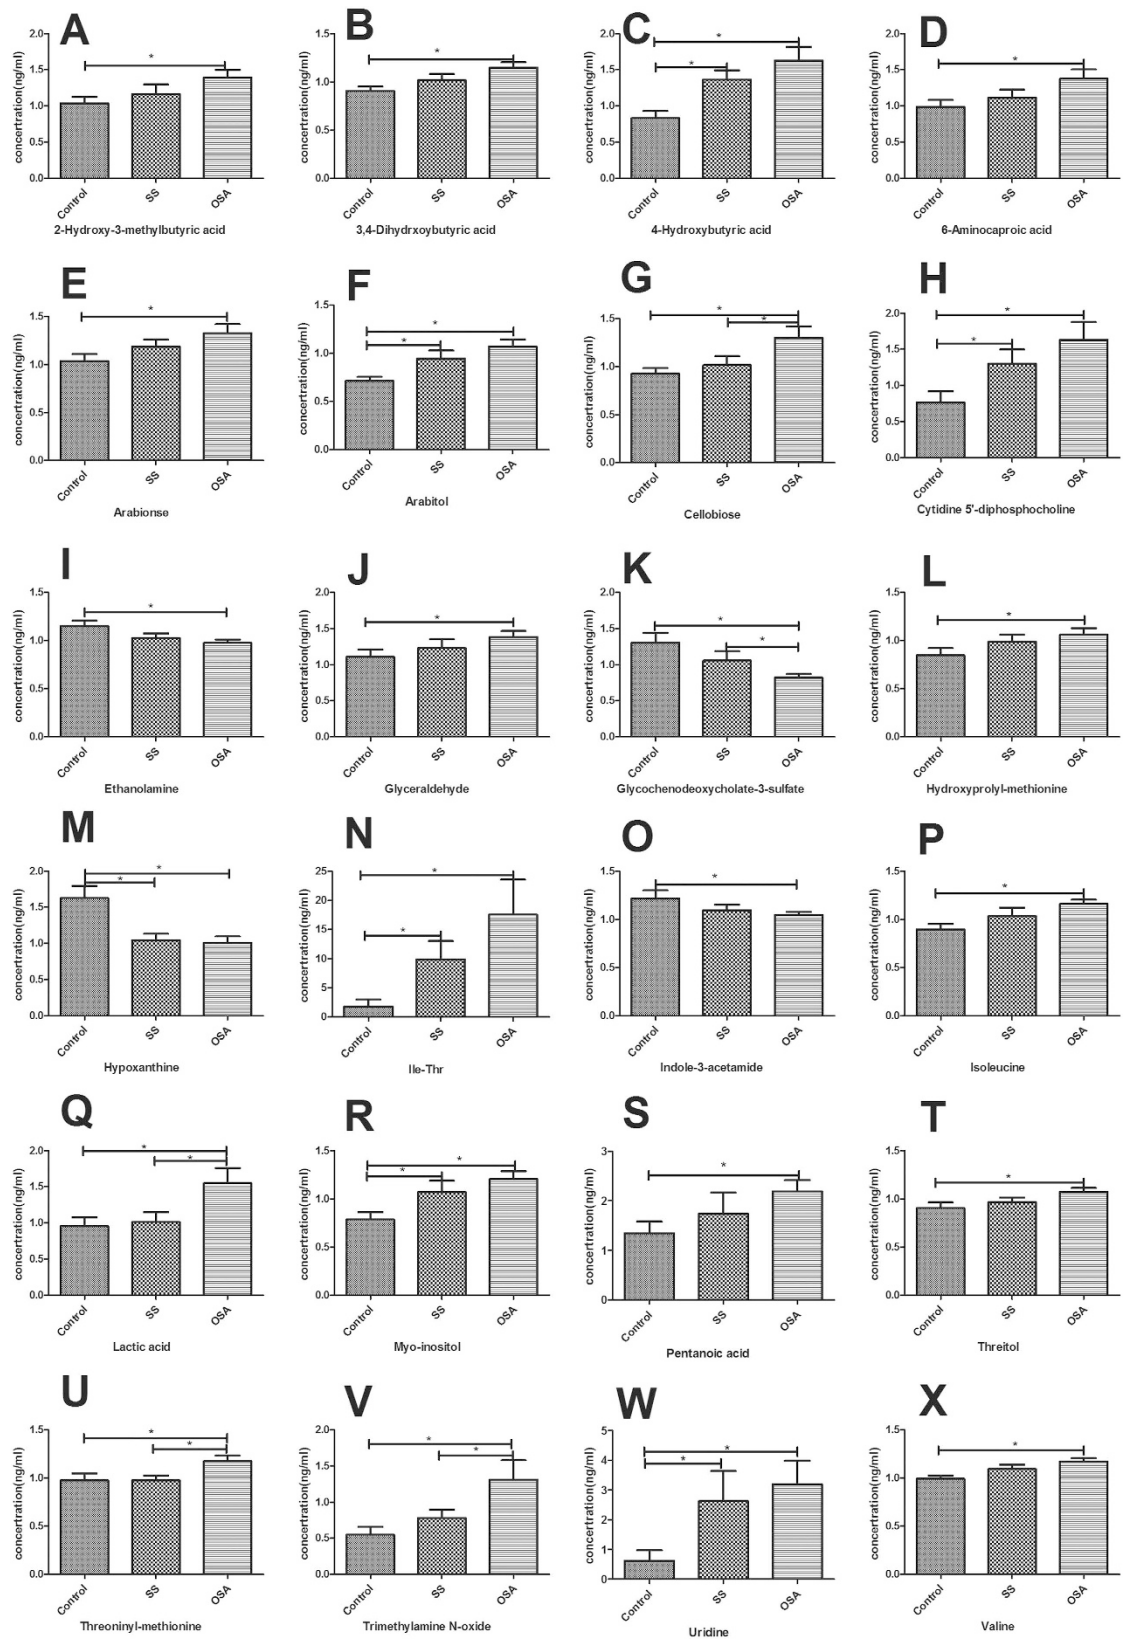 A
2.0
1.5
1.0
0.5
0.0
concertration(ng/ml)
*
Control
SS
OSA
2-Hydroxy-3-methylbutyric acid
B
1.5
1.0
0.5
0.0
concertration(ng/ml)
*
Control
SS
OSA
3,4-Dihydrxoybutyric acid
C
2.0
1.5
1.0
0.5
0.0
concertration(ng/ml)
*
*
Control
SS
OSA
4-Hydroxybutyric acid
D
2.0
1.5
1.0
0.5
0.0
concertration(ng/ml)
*
Control
SS
OSA
6-Aminocaproic acid
E
1.5
1.0
0.5
0.0
concertration(ng/ml)
*
Control
SS
OSA
Arabionse
F
1.5
1.0
0.5
0.0
concertration(ng/ml)
*
*
Control
SS
OSA
Arabitol
G
1.5
1.0
0.5
0.0
concertration(ng/ml)
*
*
Control
SS
OSA
Cellobiose
H
2.0
1.5
1.0
0.5
0.0
concertration(ng/ml)
*
*
Control
SS
OSA
Cytidine 5'-diphosphocholine
I
1.5
1.0
0.5
0.0
concertration(ng/ml)
*
Control
SS
OSA
Ethanolamine
J
2.0
1.5
1.0
0.5
0.0
concertration(ng/ml)
*
Control
SS
OSA
Glyceraldehyde
K
2.0
1.5
1.0
0.5
0.0
concertration(ng/ml)
*
*
Control
SS
OSA
Glycochenodeoxycholate-3-sulfate
L
1.5
1.0
0.5
0.0
concertration(ng/ml)
*
Control
SS
OSA
Hydroxyprolyl-methionine
M
2.0
1.5
1.0
0.5
0.0
concertration(ng/ml)
*
*
Control
SS
OSA
Hypoxanthine
N
25
20
15
10
5
0
concertration(ng/ml)
*
*
Control
SS
OSA
Ile-Thr
O
1.5
1.0
0.5
0.0
concertration(ng/ml)
*
Control
SS
OSA
Indole-3-acetamide
P
1.5
1.0
0.5
0.0
concertration(ng/ml)
*
Control
SS
OSA
Isoleucine
Q
2.0
1.5
1.0
0.5
0.0
concertration(ng/ml)
*
*
Control
SS
OSA
Lactic acid
R
1.5
1.0
0.5
0.0
concertration(ng/ml)
*
*
Control
SS
OSA
Myo-inositol
S
3
2
1
0
concertration(ng/ml)
*
Control
SS
OSA
Pentanoic acid
T
1.5
1.0
0.5
0.0
concertration(ng/ml)
*
Control
SS
OSA
Threitol
U
1.5
1.0
0.5
0.0
concertration(ng/ml)
*
*
Control
SS
OSA
Threoninyl-methionine
V
2.0
1.5
1.0
0.5
0.0
concertration(ng/ml)
*
*
Control
SS
OSA
Trimethylamine N-oxide
W
5
4
3
2
1
0
concertration(ng/ml)
*
*
Control
SS
OSA
Uridine
X
1.5
1.0
0.5
0.0
concertration(ng/ml)
*
Control
SS
OSA
Valine